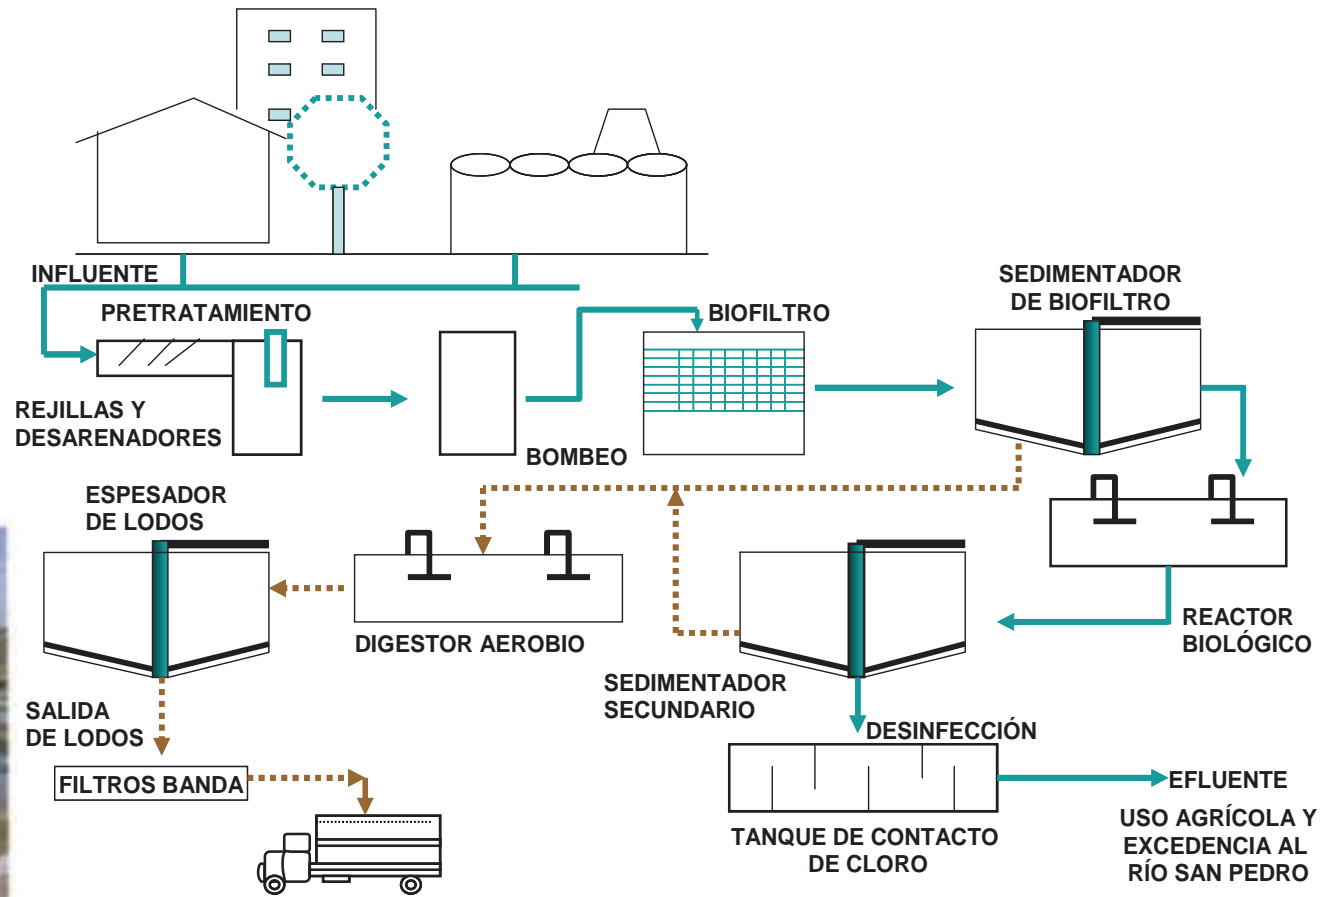 INFLUENTE
PRETRATAMIENTO
REJILLAS Y
DESARENADORES
BOMBEO
BIOFILTRO
SEDIMENTADOR
DE BIOFILTRO
ESPESADOR
DE LODOS
DIGESTOR AEROBIO
REACTOR
BIOLÓGICO
SEDIMENTADOR
SECUNDARIO
SALIDA
DE LODOS
FILTROS BANDA
DESINFECCIÓN
TANQUE DE CONTACTO
DE CLORO
EFLUENTE
USO AGRÍCOLA Y
EXCEDENCIA AL
RÍO SAN PEDRO